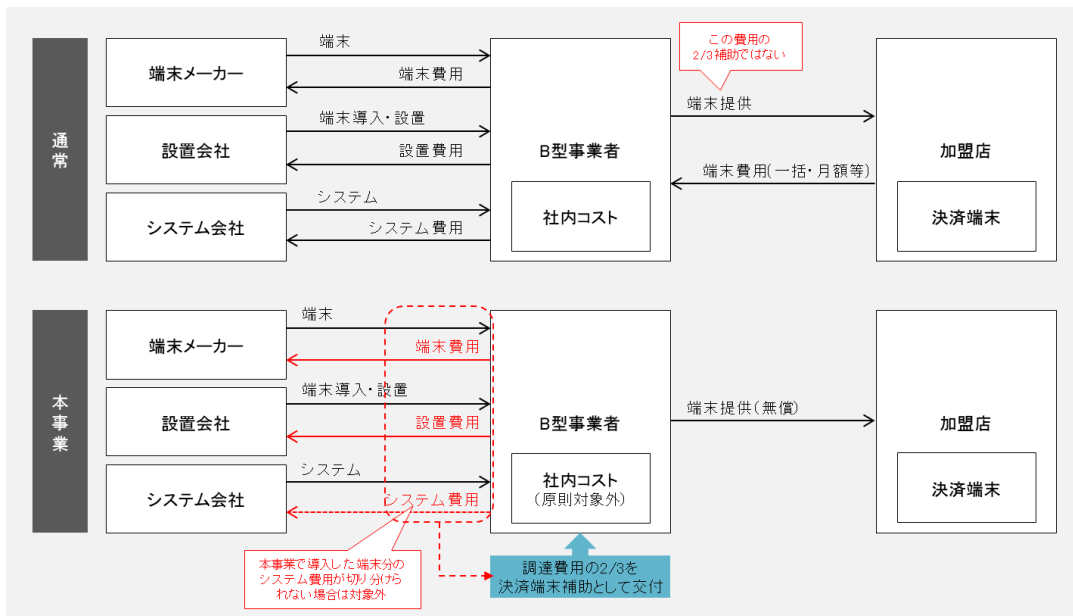 通常
端末メーカー
端末
端末費用
設置会社
端末導入・設置
設置費用
システム会社
システム
システム費用
B型事業者
社内コスト
この費用の
2/3補助ではない
端末提供
端末費用(一括・月額等)
加盟店
決済端末
本事業
端末メーカー
端末
端末費用
設置会社
端末導入・設置
設置費用
システム会社
システム
システム費用
B型事業者
社内コスト
(原則対象外)
端末提供(無償)
加盟店
決済端末
本事業で導入した端末分の
システム費用が切り分けら
れない場合は対象外
調達費用の2/3を
決済端末補助として交付